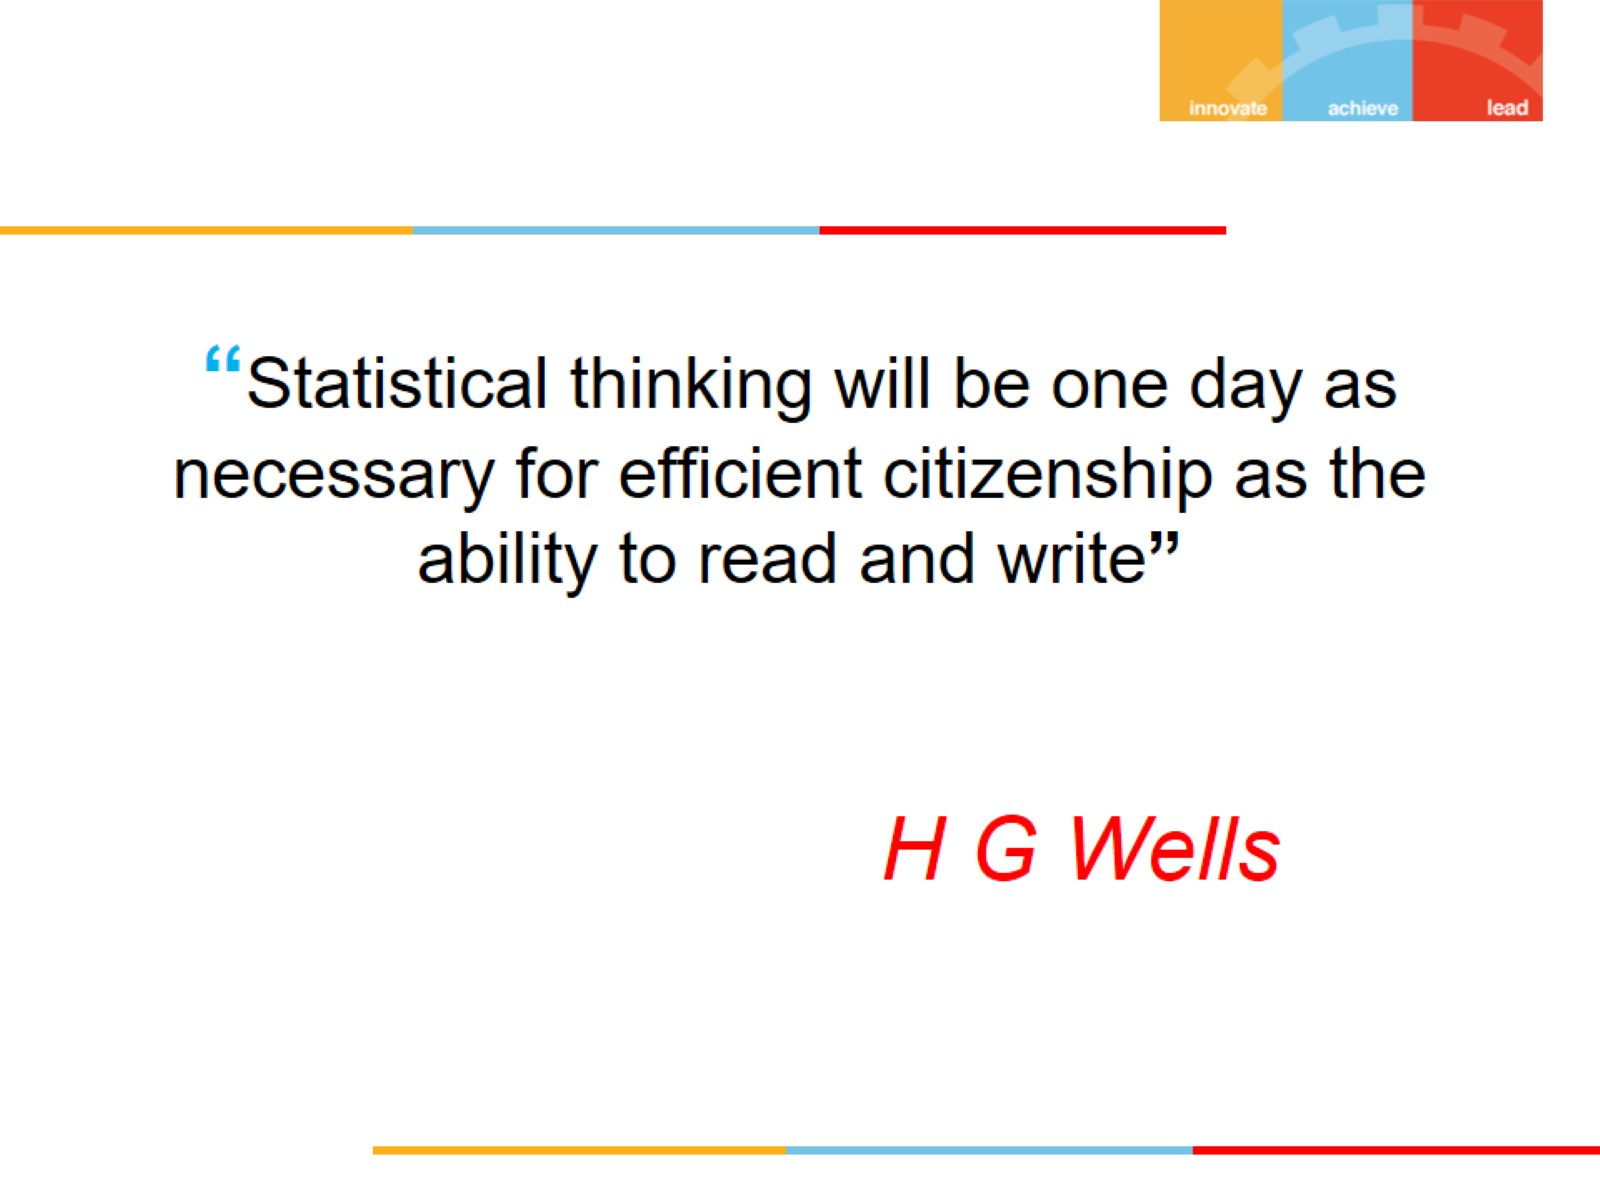 innovate achieve lead
“Statistical thinking will be one day as
necessary for efficient citizenship as the
ability to read and write”
H G Wells